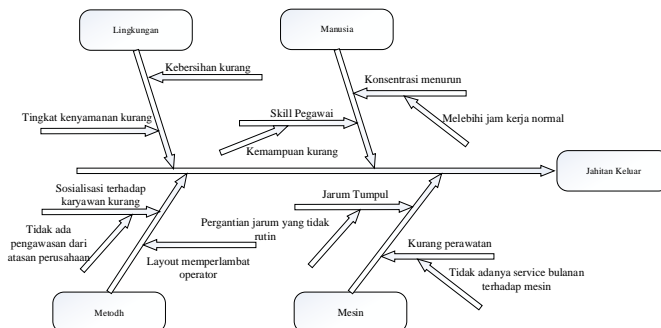 Lingkungan
Manusia
Kebersihan kurang
Konsentrasi menurun
Tingkat kenyamanan kurang
Skill Pegawai
Melebihi jam kerja normal
Kemampuan kurang
Jahitan Keluar
Sosialisasi terhadap
karyawan kurang
Jarum Tumpul
Tidak ada
pengawasan dari
atasan perusahaan
Pergantian jarum yang tidak
rutin
Layout memperlambat
operator
Kurang perawatan
Tidak adanya service bulanan
terhadap mesin
Metodh
Mesin